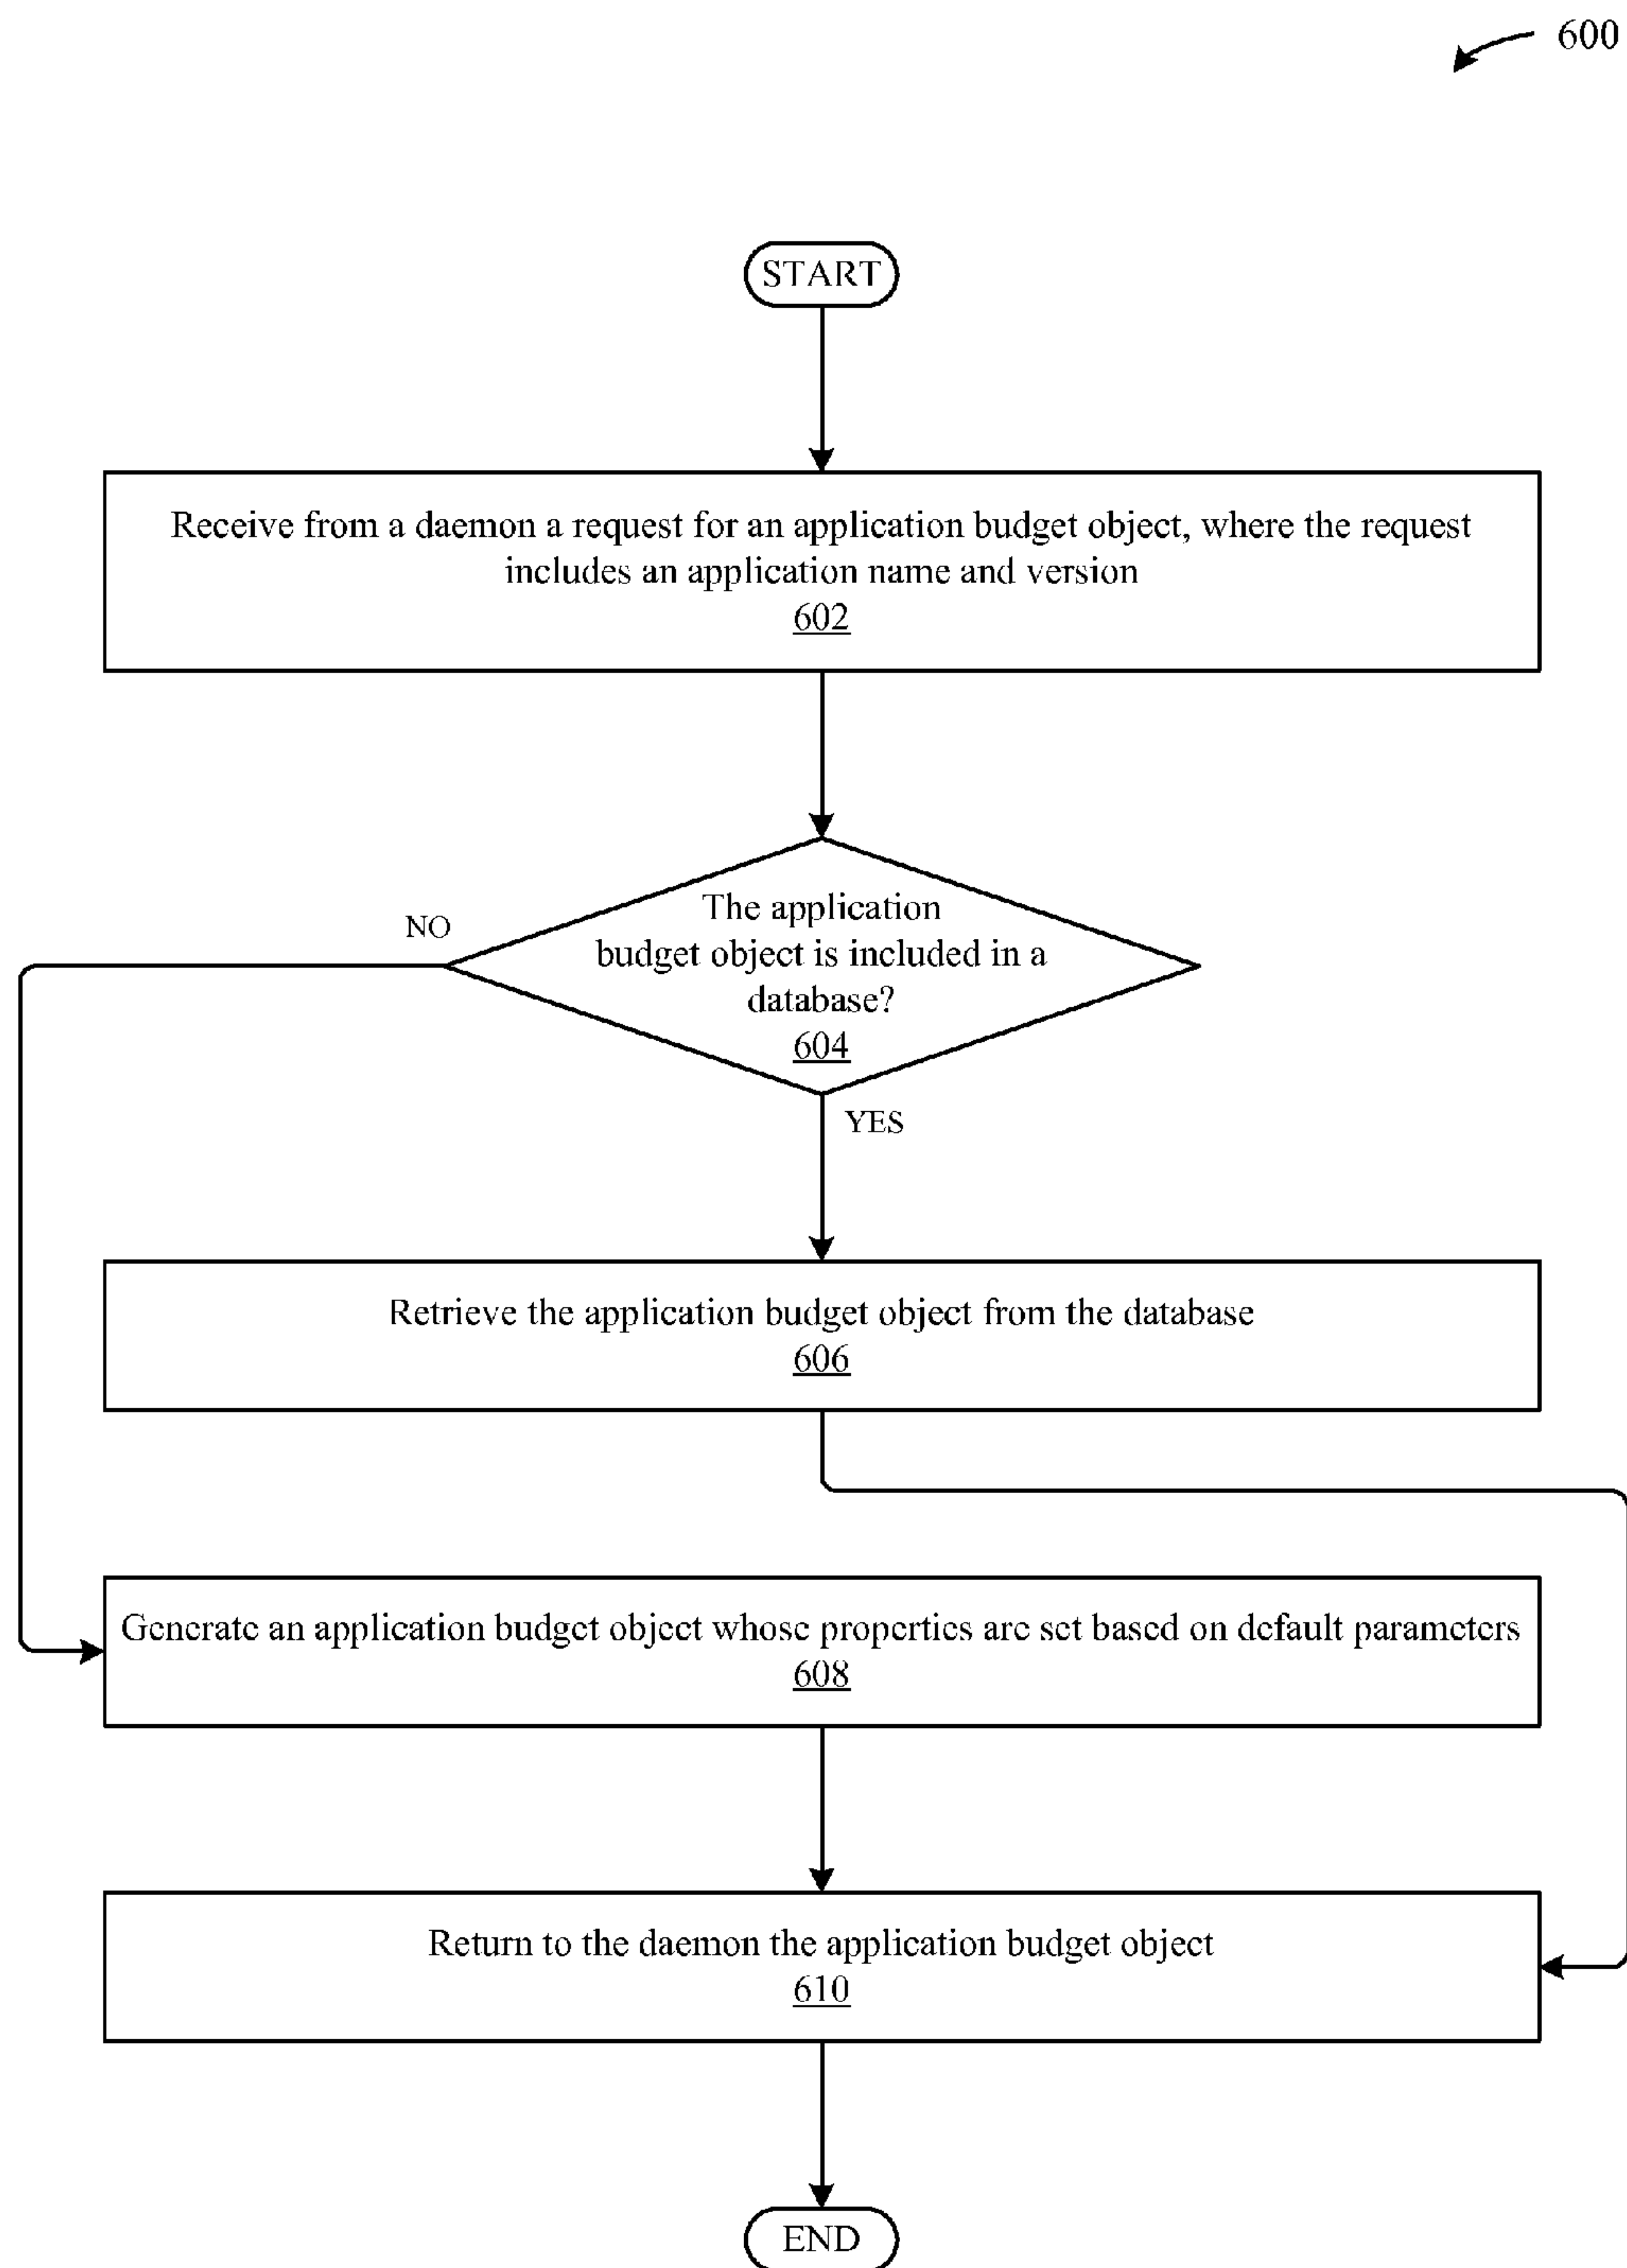 600
START
Receive from a daemon a request for an application budget object, where the request
includes an application name and version
602
The application
budget object is included in a
database?
604
NO
YES
Retrieve the application budget object from the database
606
Generate an application budget object whose properties are set based on default parameters
608
Return to the daemon the application budget object
610
END